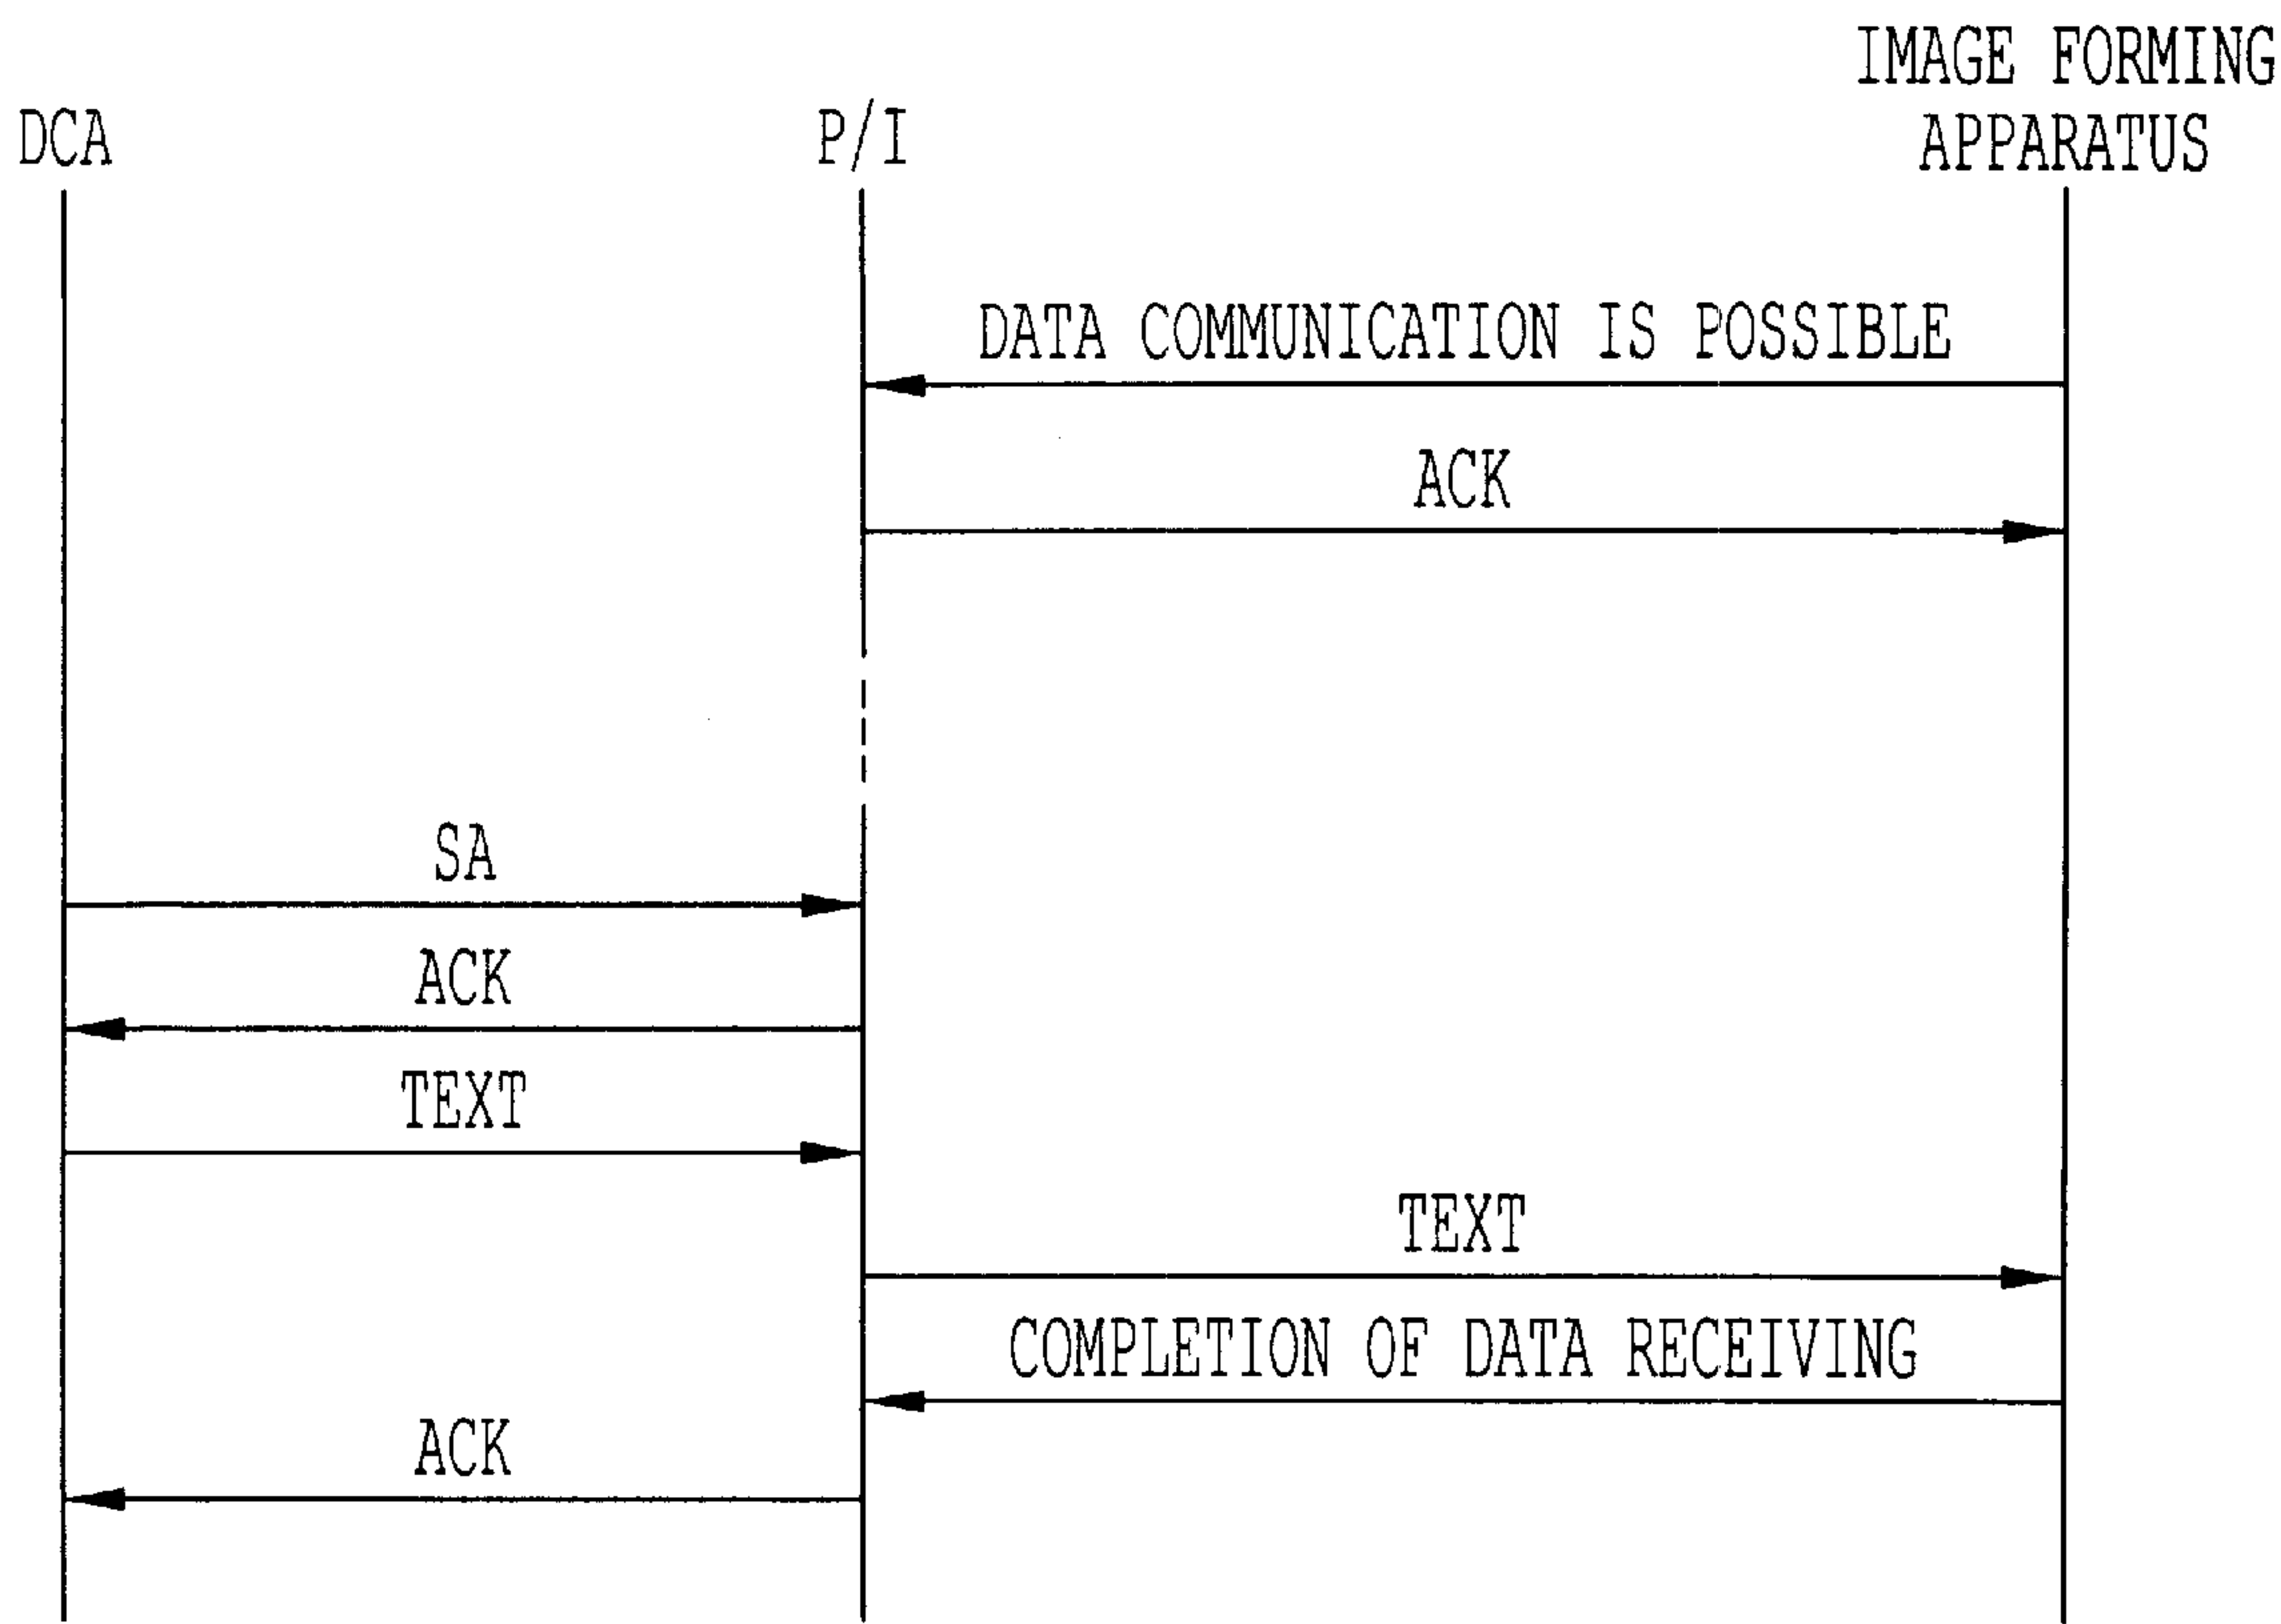 IMAGE FORMING
APPARATUS
DCA
P/I
DATA COMMUNICATION IS POSSIBLE
ACK
SA
ACK
TEXT
TEXT
COMPLETION OF DATA RECEIVING
ACK